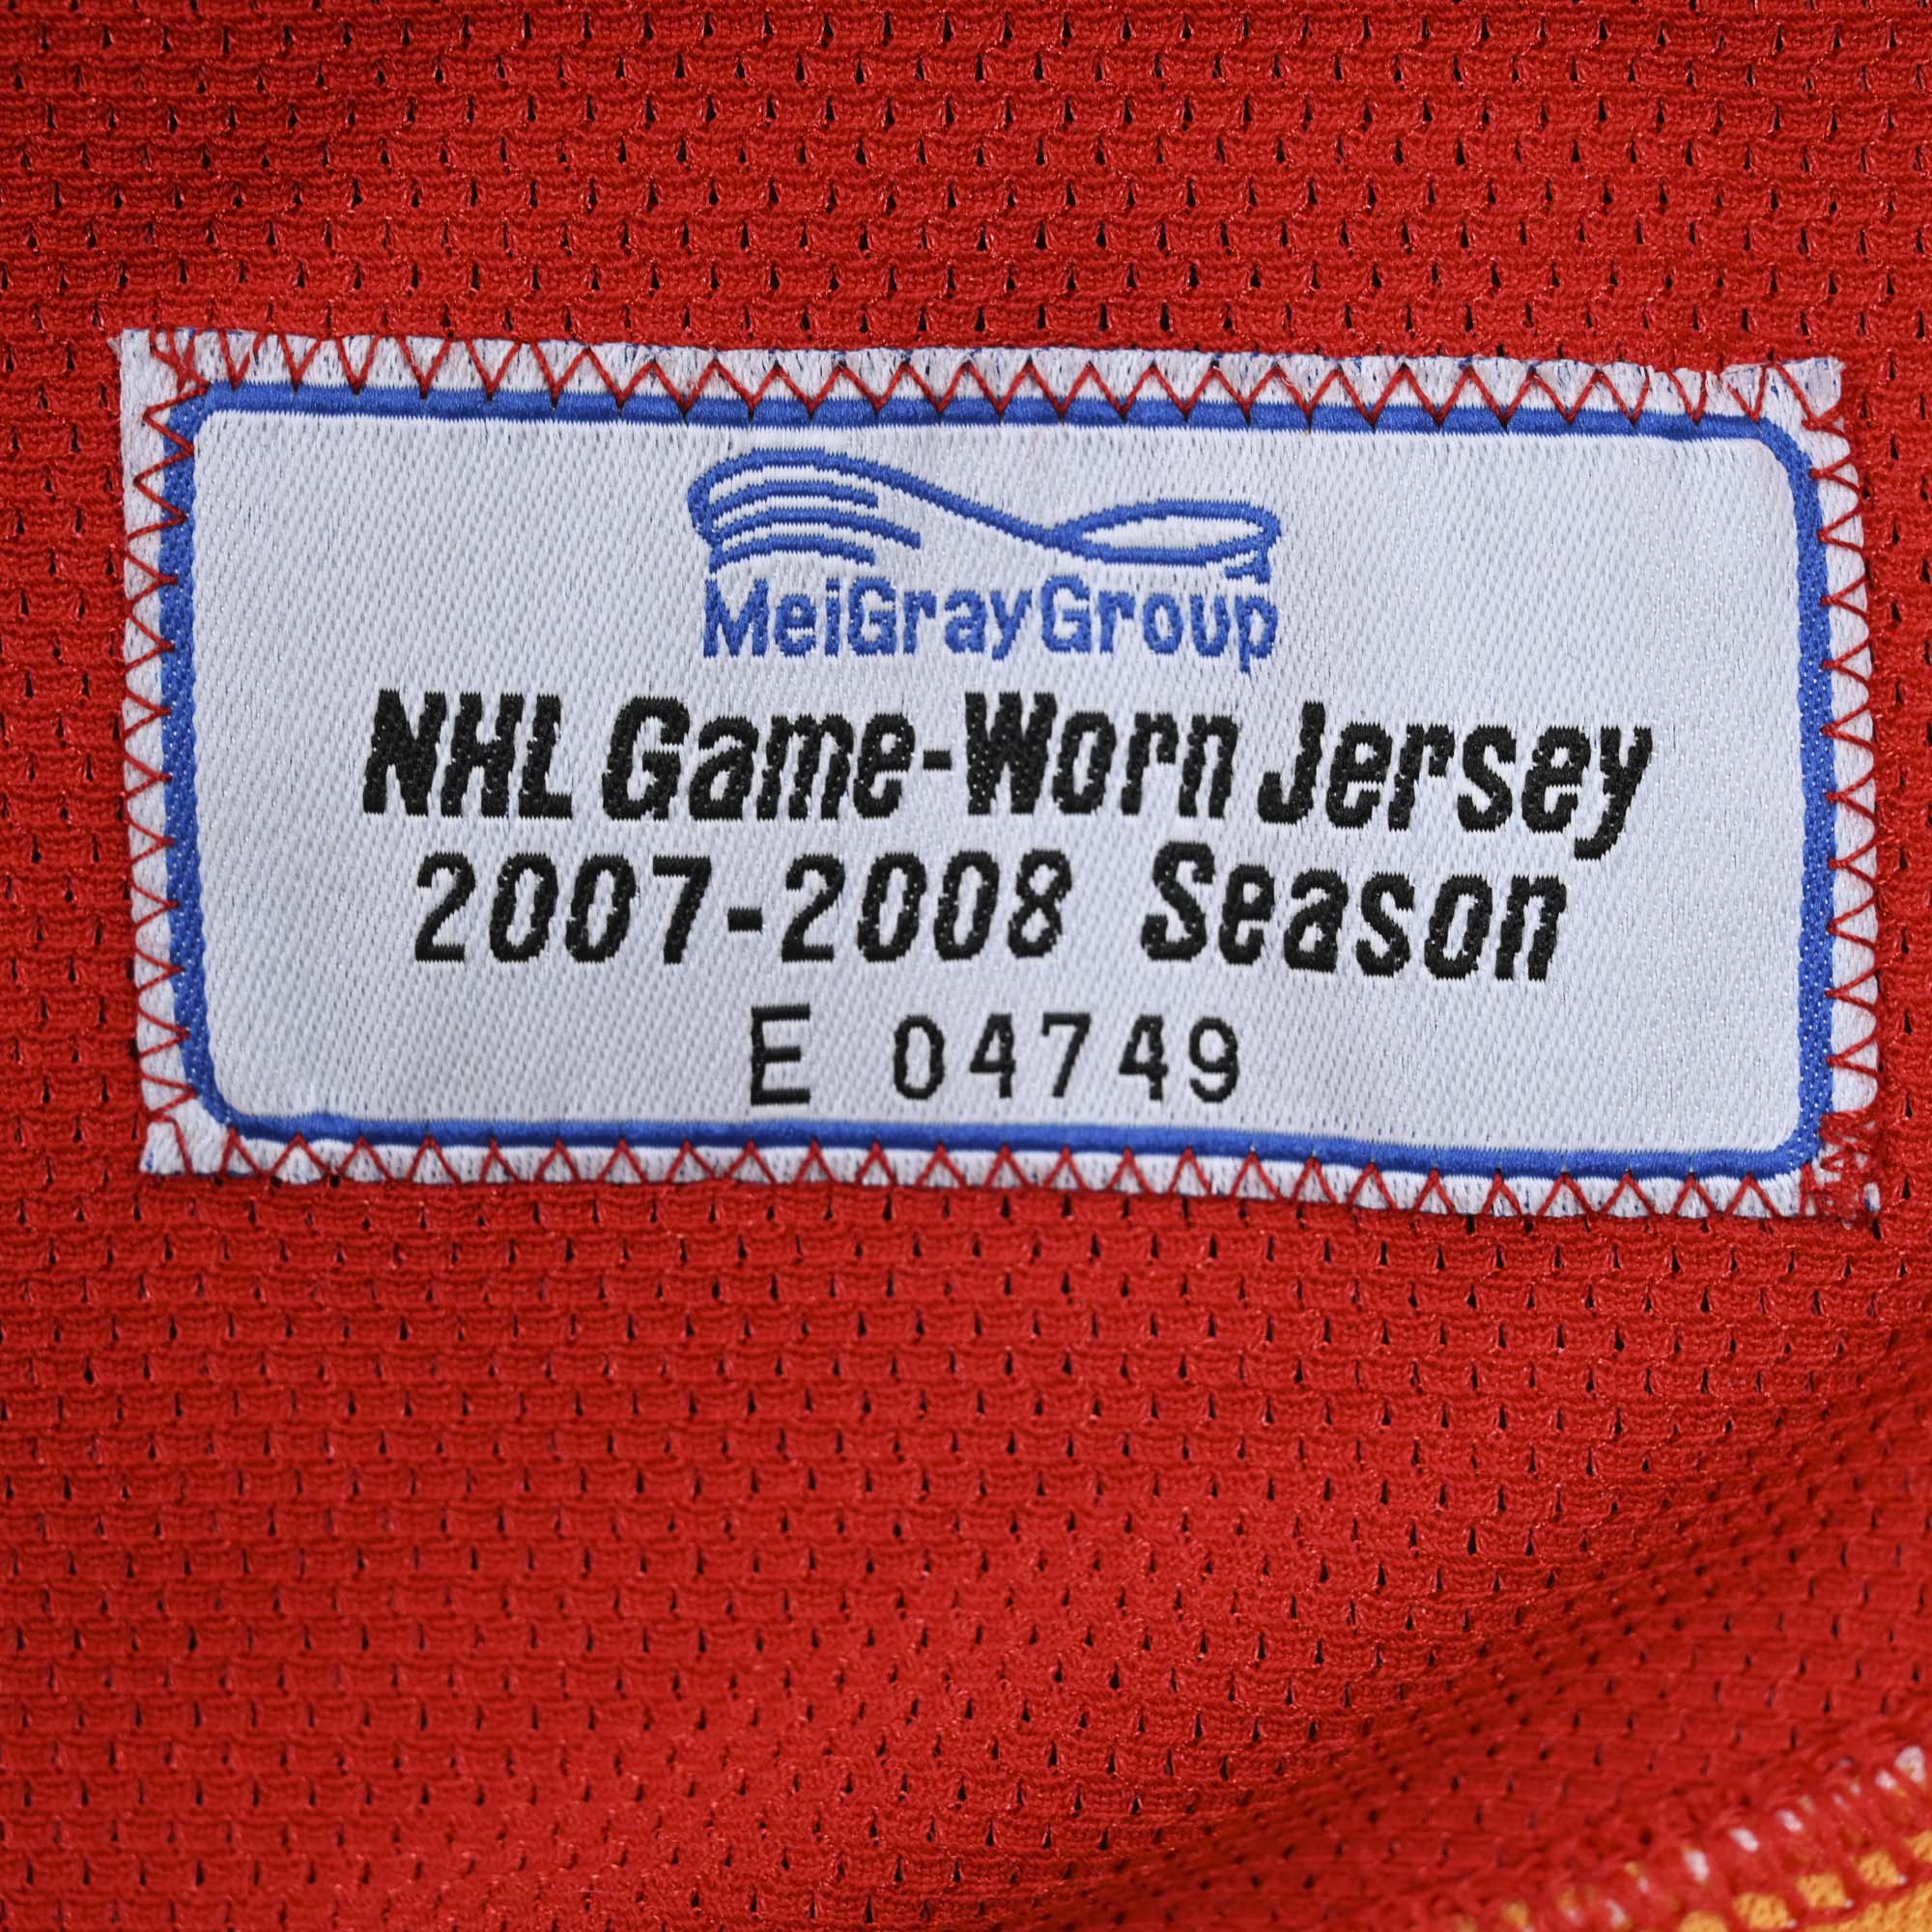 MeiGrayGroup
NHL Game-Worn Jersey
2007-2008 Season
E 04749